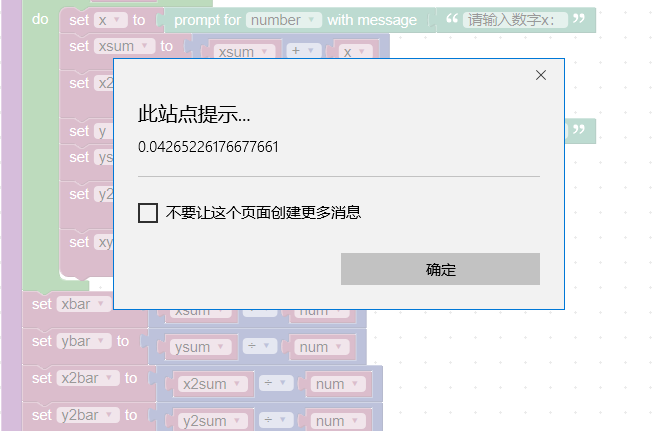 do set x to prompt for number with message “ 请输入数字x: ”
set xsum to xsum + x
set x2
此站点提示...
0.04265226176677661
set y ”
set ys
set y2
不要让这个页面创建更多消息
set xy
确定
set xbar xsum ÷ num
set ybar to ysum ÷ num
set x2bar to x2sum ÷ num
set y2bar to y2sum ÷ num